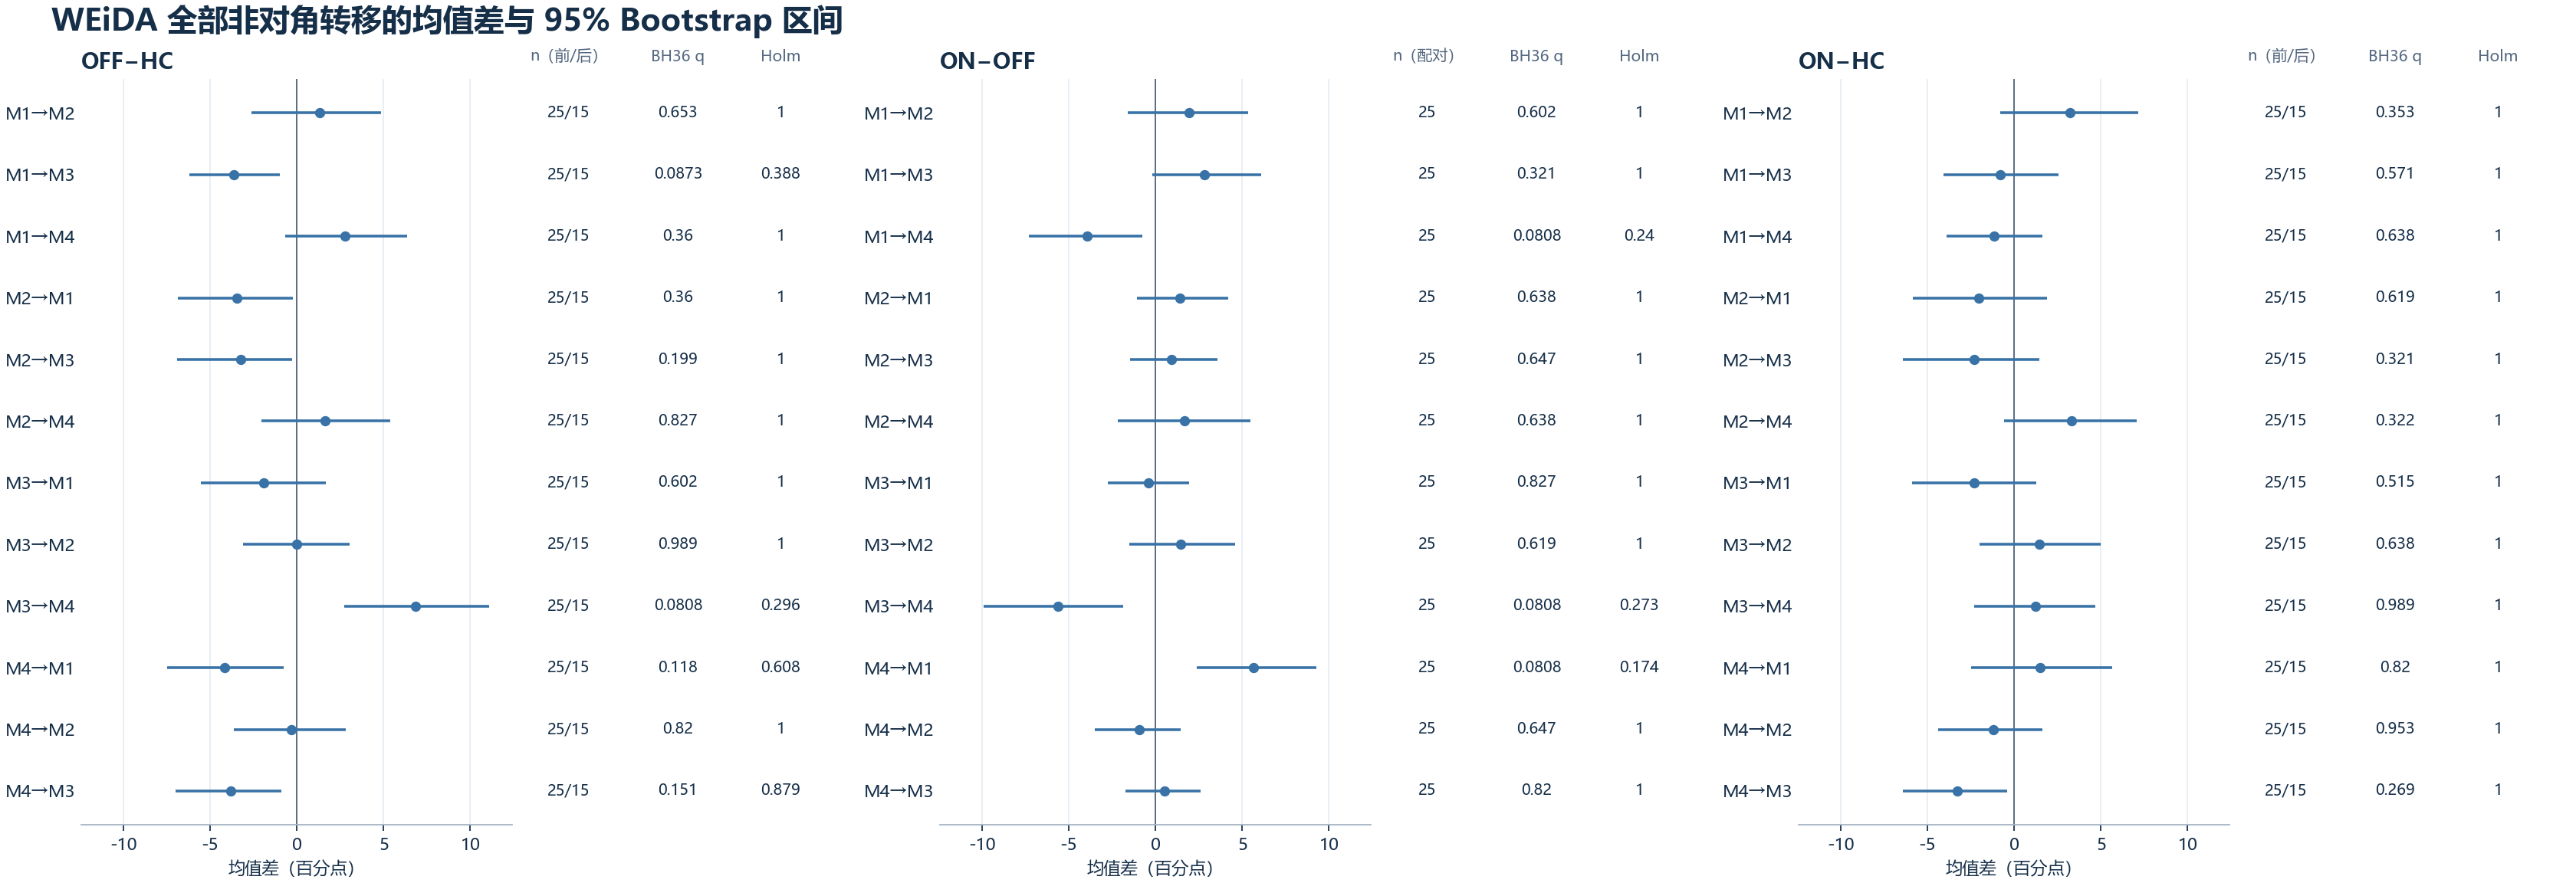 WEiDA 全部非对角转移的均值差与 95% Bootstrap 区间
OFF−HC n（前/后） BH36 q Holm
M1→M2 25/15 0.653 1
M1→M3 25/15 0.0873 0.388
M1→M4 25/15 0.36 1
M2→M1 25/15 0.36 1
M2→M3 25/15 0.199 1
M2→M4 25/15 0.827 1
M3→M1 25/15 0.602 1
M3→M2 25/15 0.989 1
M3→M4 25/15 0.0808 0.296
M4→M1 25/15 0.118 0.608
M4→M2 25/15 0.82 1
M4→M3 25/15 0.151 0.879
-10 -5 0 5 10
均值差（百分点）
ON−OFF n（配对） BH36 q Holm
M1→M2 25 0.602 1
M1→M3 25 0.321 1
M1→M4 25 0.0808 0.24
M2→M1 25 0.638 1
M2→M3 25 0.647 1
M2→M4 25 0.638 1
M3→M1 25 0.827 1
M3→M2 25 0.619 1
M3→M4 25 0.0808 0.273
M4→M1 25 0.0808 0.174
M4→M2 25 0.647 1
M4→M3 25 0.82 1
-10 -5 0 5 10
均值差（百分点）
ON−HC n（前/后） BH36 q Holm
M1→M2 25/15 0.353 1
M1→M3 25/15 0.571 1
M1→M4 25/15 0.638 1
M2→M1 25/15 0.619 1
M2→M3 25/15 0.321 1
M2→M4 25/15 0.322 1
M3→M1 25/15 0.515 1
M3→M2 25/15 0.638 1
M3→M4 25/15 0.989 1
M4→M1 25/15 0.82 1
M4→M2 25/15 0.953 1
M4→M3 25/15 0.269 1
-10 -5 0 5 10
均值差（百分点）